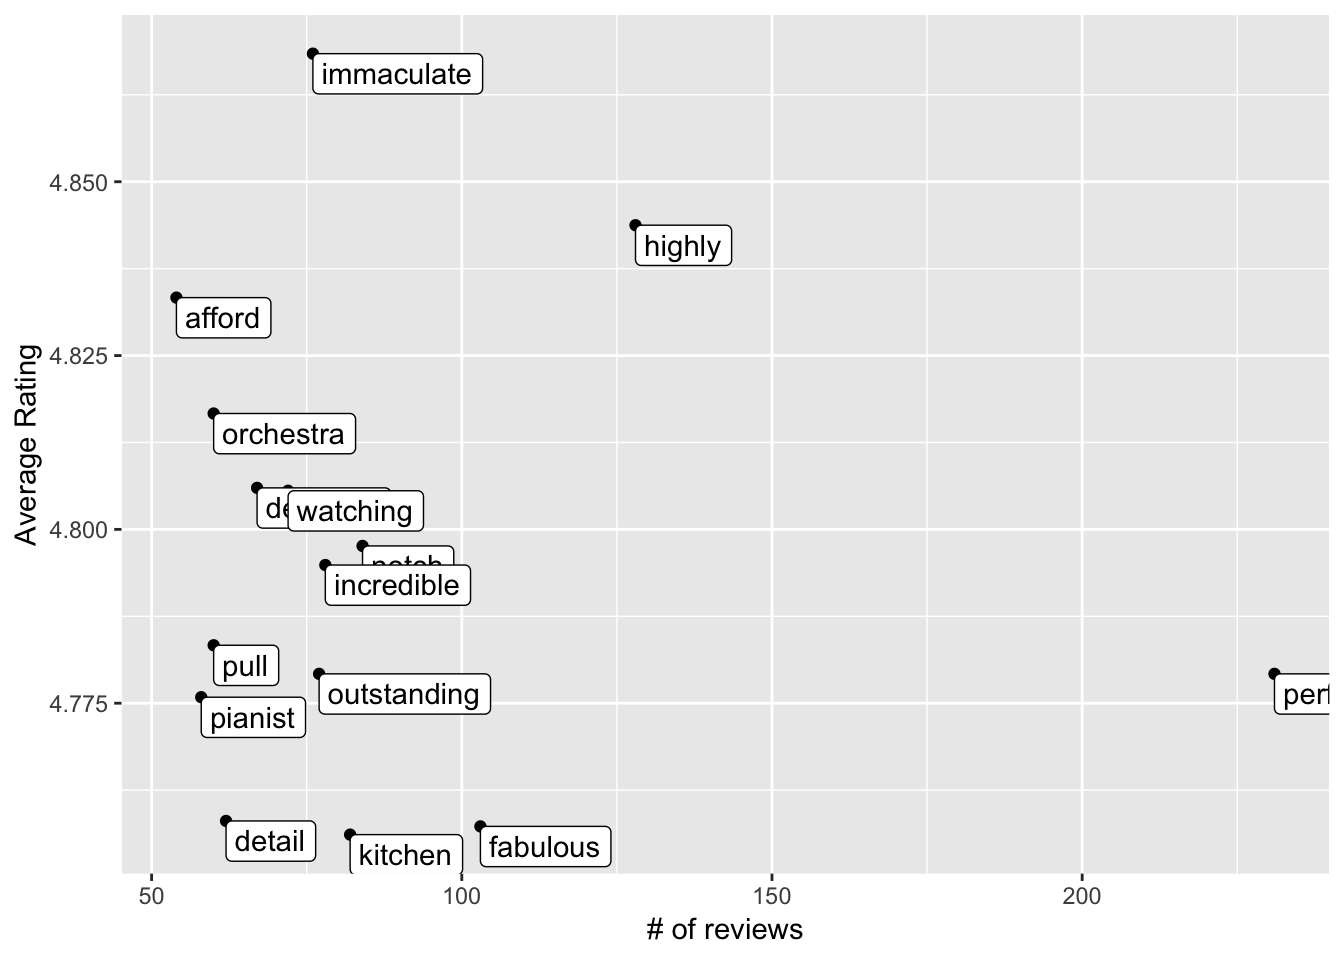 immaculate
4.850
highly
afford
4.825
Average Rating
orchestra
watching
4.800
notch
incredible
pull
outstanding
4.775
pianist
detail
kitchen
fabulous
50
100
150
200
# of reviews